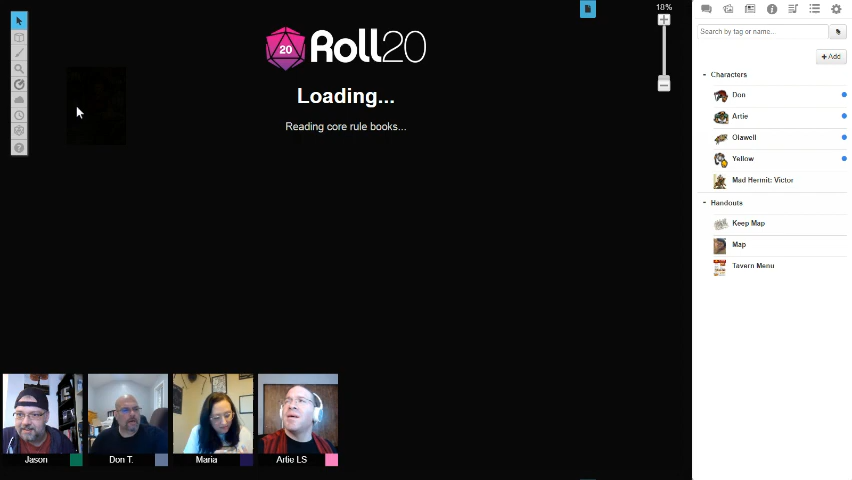 18%
20
Roll20
Loading...
Reading core rule books...
Search by tag or name..
+ Add
Characters
Don
Artie
Olawell
Yellow
Mad Hermit: Victor
Handouts
Keep Map
Map
Tavern Menu
Jason
Don T.
Maria
Artie LS